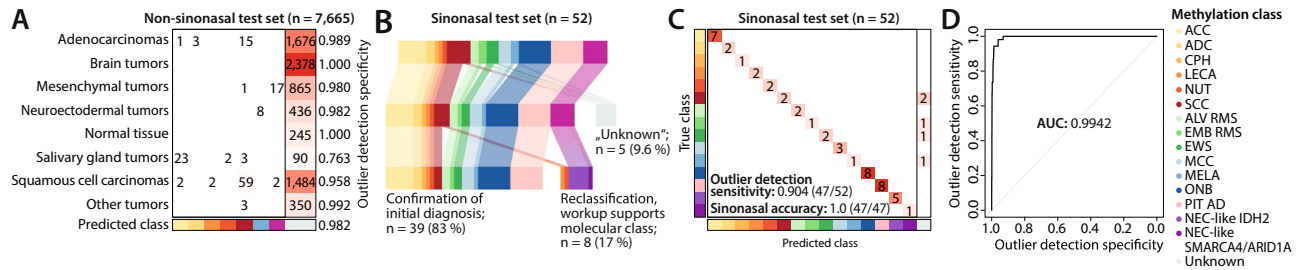 A
Non-sinonasal test set (n = 7,665)
Adenocarcinomas 1 3 15 1,676 0.989
Brain tumors 2,378 1.000
Mesenchymal tumors 1 17 865 0.980
Neuroectodermal tumors 8 436 0.982
Normal tissue 245 1.000
Salivary gland tumors 23 2 3 90 0.763
Squamous cell carcinomas 2 2 59 2 1,484 0.958
Other tumors 3 350 0.992
Predicted class 0.982
Outlier detection specificity
B
Sinonasal test set (n = 52)
„Unknown“;
n = 5 (9.6 %)
Confirmation of
initial diagnosis;
n = 39 (83 %)
Reclassification,
workup supports
molecular class;
n = 8 (17 %)
C
Sinonasal test set (n = 52)
True class
7
2
1
2
2
2 2
2
1 1
2 1
3
1 1
8
8
5
1
Outlier detection
sensitivity: 0.904 (47/52)
Sinonasal accuracy: 1.0 (47/47)
Predicted class
D
Outlier detection sensitivity
1.0
0.8
0.6
0.4
0.2
0.0
AUC: 0.9942
1.0 0.8 0.6 0.4 0.2 0.0
Outlier detection specificity
Methylation class
ACC
ADC
CPH
LECA
NUT
SCC
ALV RMS
EMB RMS
EWS
MCC
MELA
ONB
PIT AD
NEC-like IDH2
NEC-like
SMARCA4/ARID1A
Unknown